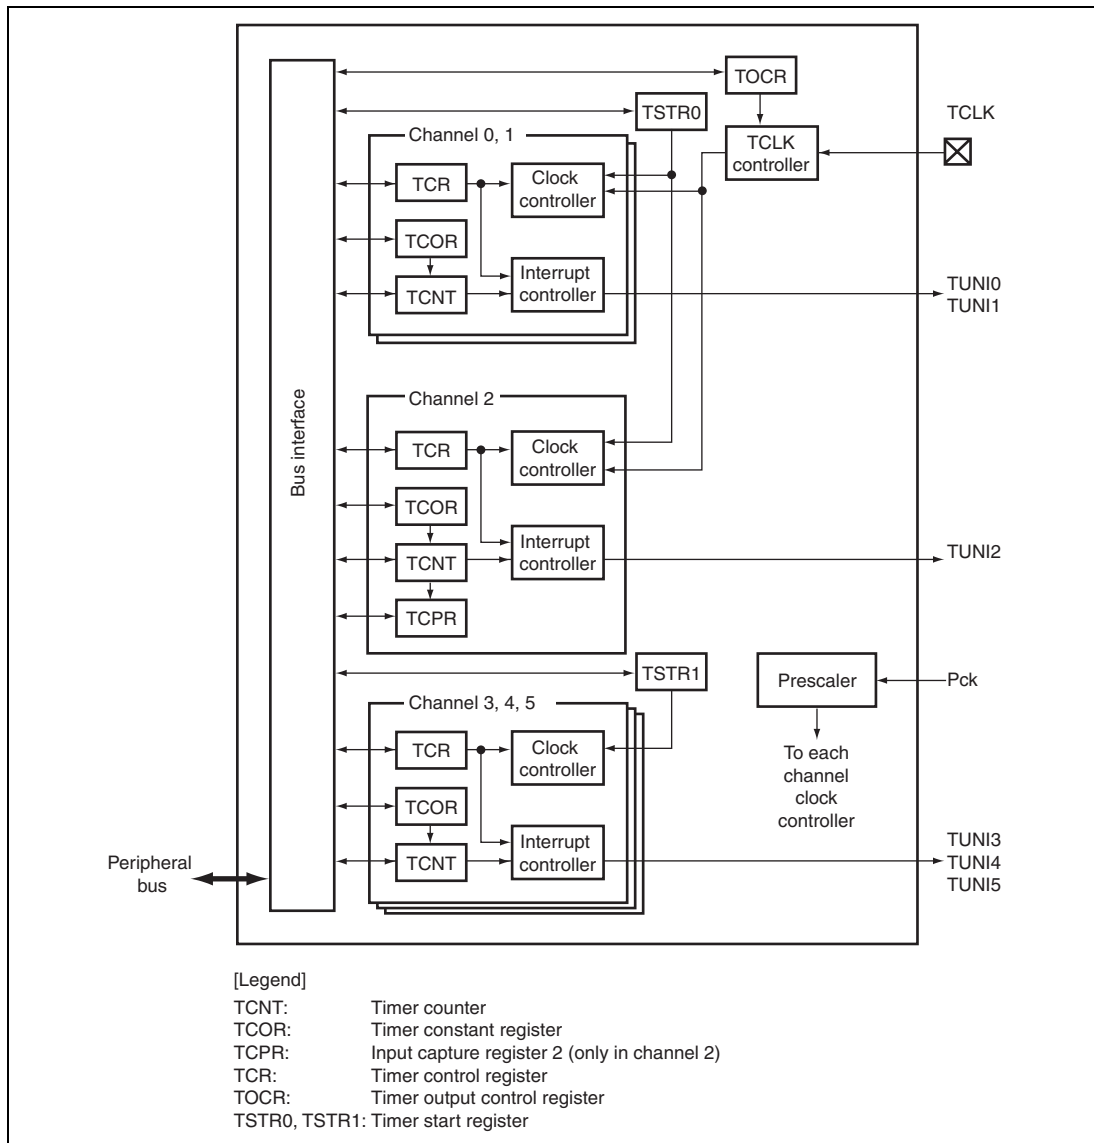 TOCR
TSTR0
TCLK
Channel 0, 1
TCLK
controller
TCR
Clock
controller
TCOR
Interrupt
controller
TCNT
TUNI0
TUNI1
Bus interface
Channel 2
TCR
Clock
controller
TCOR
Interrupt
controller
TCNT
TUNI2
TCPR
TSTR1
Prescaler
Pck
Channel 3, 4, 5
TCR
Clock
controller
To each
channel
clock
controller
TCOR
Interrupt
controller
TCNT
TUNI3
TUNI4
TUNI5
Peripheral
bus
[Legend]
TCNT: Timer counter
TCOR: Timer constant register
TCPR: Input capture register 2 (only in channel 2)
TCR: Timer control register
TOCR: Timer output control register
TSTR0, TSTR1: Timer start register